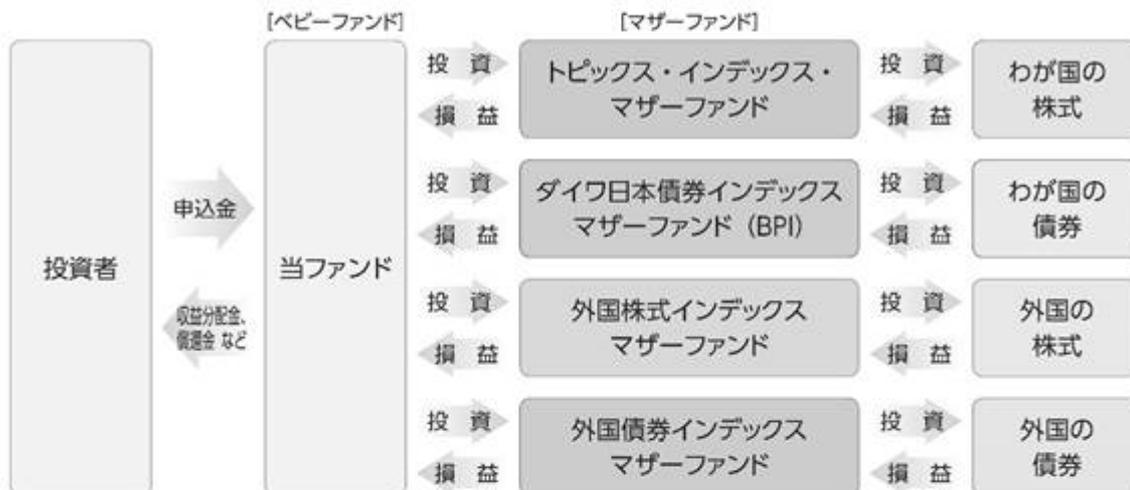 [ベビーファンド]
[マザーファンド]
投資者
申込金
収益分配金、
償還金 など
当ファンド
投 資
損 益
トピックス・インデックス・
マザーファンド
投 資
損 益
わが国の
株式
投 資
損 益
ダイワ日本債券インデックス
マザーファンド（BPI）
投 資
損 益
わが国の
債券
投 資
損 益
外国株式インデックス
マザーファンド
投 資
損 益
外国の
株式
投 資
損 益
外国債券インデックス
マザーファンド
投 資
損 益
外国の
債券